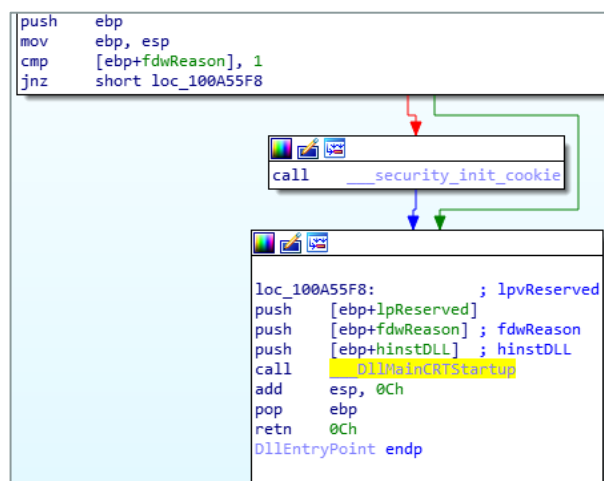 push ebp
mov ebp, esp
cmp [ebp+fdwReason], 1
jnz short loc_100A55F8
call ___security_init_cookie
loc_100A55F8: ; lpvReserved
push [ebp+lpReserved]
push [ebp+fdwReason] ; fdwReason
push [ebp+hinstDLL] ; hinstDLL
call ___DllMainCRTStartup
add esp, 0Ch
pop ebp
retn 0Ch
DllEntryPoint endp